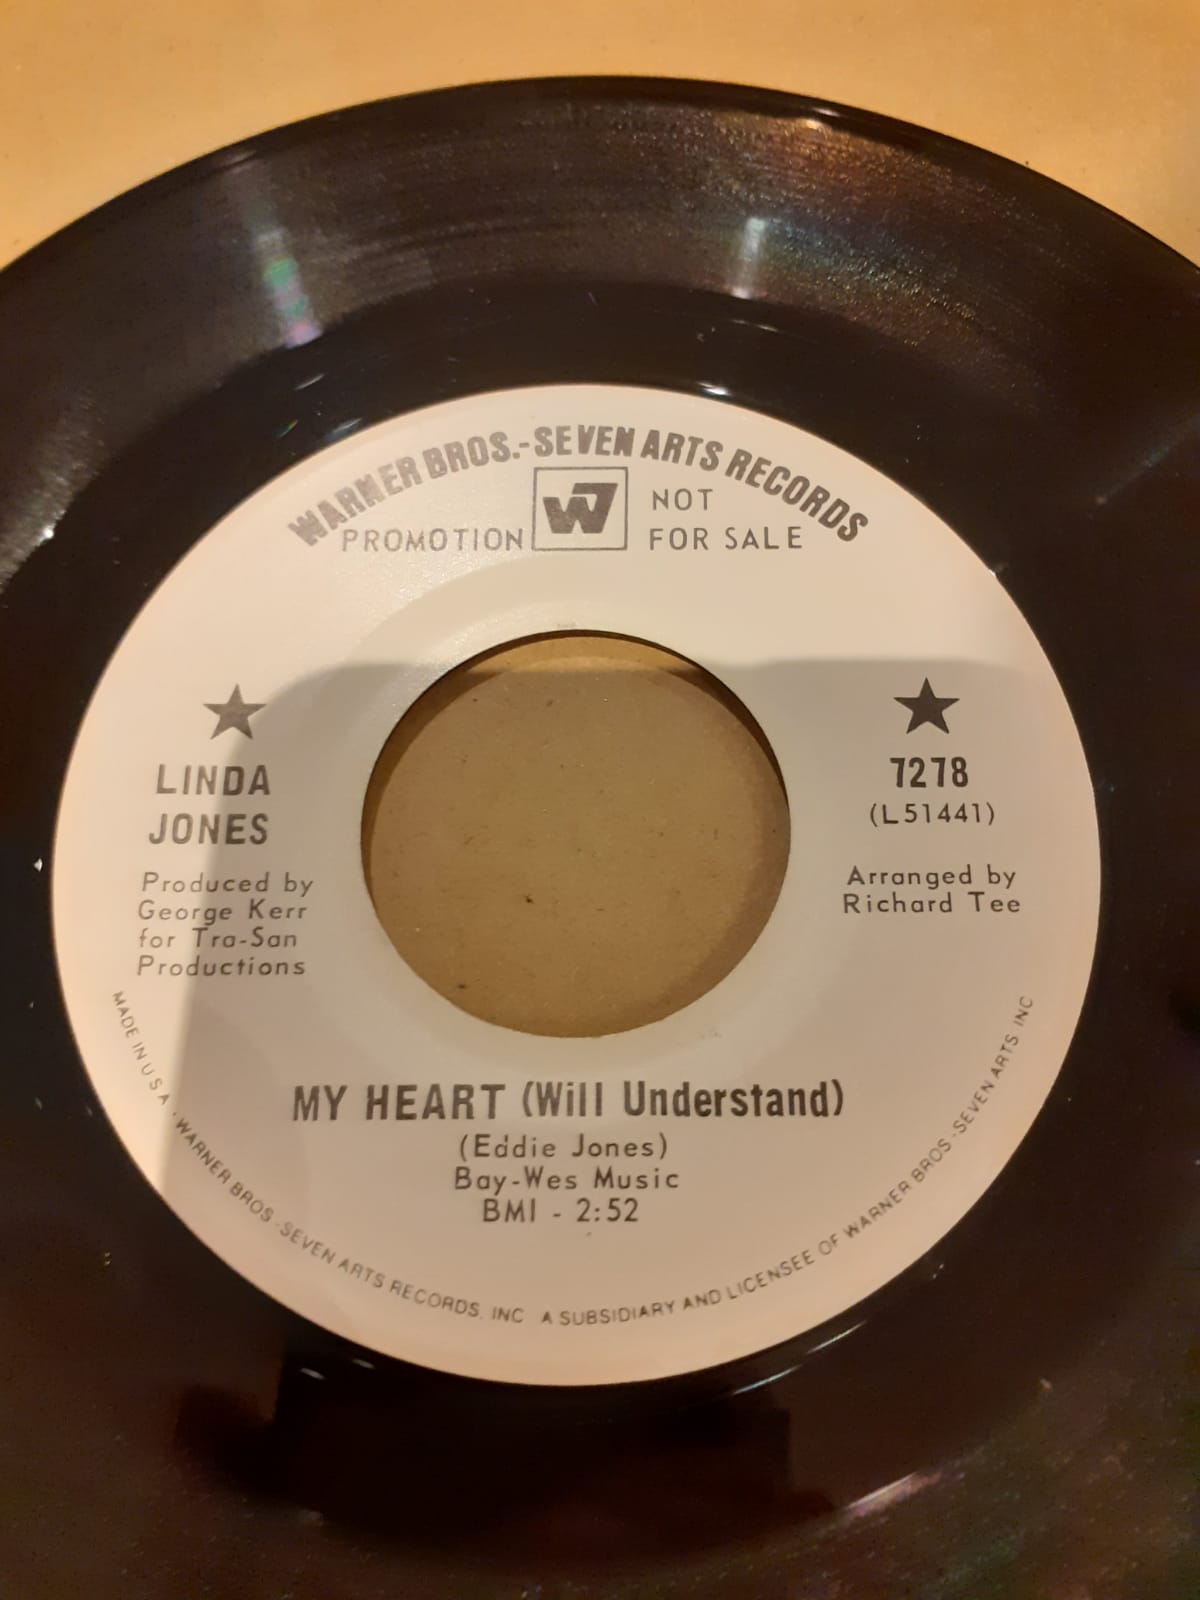 WARNER BROS.-SEVEN ARTS RECORDS
PROMOTION W7 NOT
FOR SALE
★ ★
LINDA
JONES
Produced by
George Kerr
for Tra-San
Productions
7278
(L51441)
Arranged by
Richard Tee
MY HEART (Will Understand)
(Eddie Jones)
Bay-Wes Music
BMI - 2:52
MADE IN U.S.A. · WARNER BROS.-SEVEN ARTS RECORDS, INC. A SUBSIDIARY AND LICENSEE OF WARNER BROS.-SEVEN ARTS INC